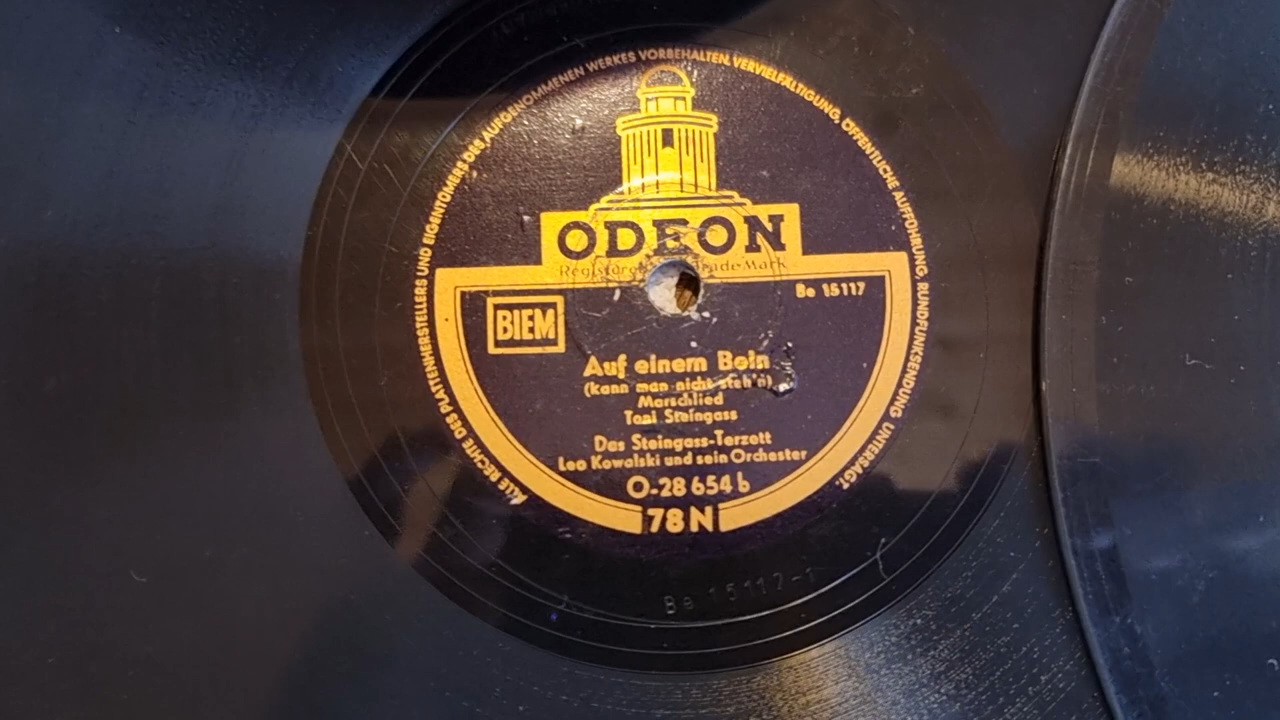 ALLE RECHTE DES PLATTENHERSTELLERS UND EIGENTÜMERS DES AUFGENOMMENEN WERKES VORBEHALTEN. VERVIELFÄLTIGUNG, ÖFFENTLICHE AUFFÜHRUNG, RUNDFUNKSENDUNG UNTERSAGT.
ODEON
Trade-Mark
Be 15117
BIEM
Auf einem Bein
(kann man nicht steh'n)
Marschlied
Toni Steingass
Das Steingass-Terzett
Leo Kowalski und sein Orchester
O-28 654 b
78 N
Be 15117-1